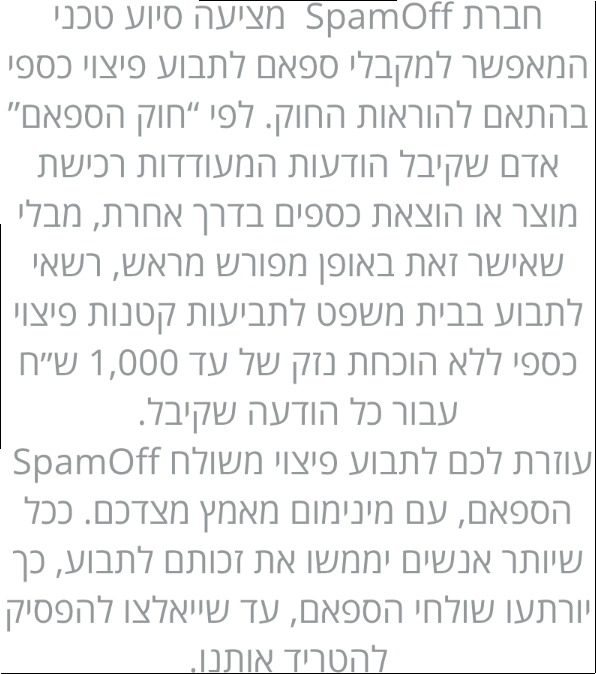 חברת SpamOff מציעה סיוע טכני
המאפשר למקבלי ספאם לתבוע פיצוי כספי
בהתאם להוראות החוק. לפי “חוק הספאם”
אדם שקיבל הודעות המעודדות רכישת
מוצר או הוצאת כספים בדרך אחרת, מבלי
שאישר זאת באופן מפורש מראש, רשאי
לתבוע בבית משפט לתביעות קטנות פיצוי
כספי ללא הוכחת נזק של עד 1,000 ש״ח
עבור כל הודעה שקיבל.
עוזרת לכם לתבוע פיצוי משולח SpamOff
הספאם, עם מינימום מאמץ מצדכם. ככל
שיותר אנשים יממשו את זכותם לתבוע, כך
יורתעו שולחי הספאם, עד שייאלצו להפסיק
להטריד אותנו.